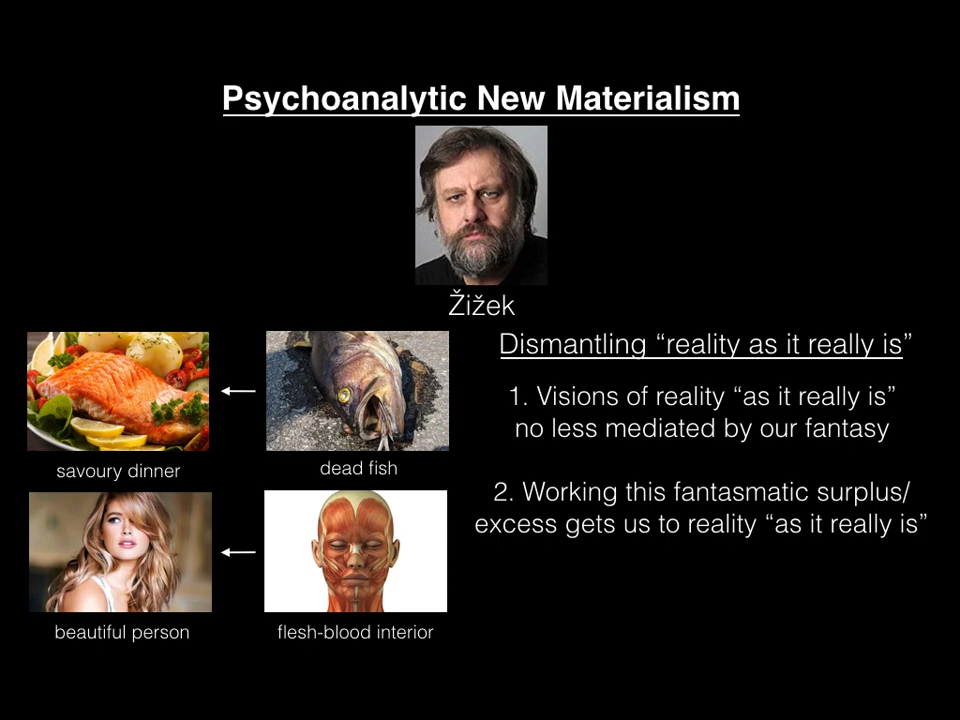 Psychoanalytic New Materialism
Žižek
Dismantling “reality as it really is”
1. Visions of reality “as it really is”
no less mediated by our fantasy
2. Working this fantasmatic surplus/
excess gets us to reality “as it really is”
savoury dinner
dead fish
beautiful person
flesh-blood interior